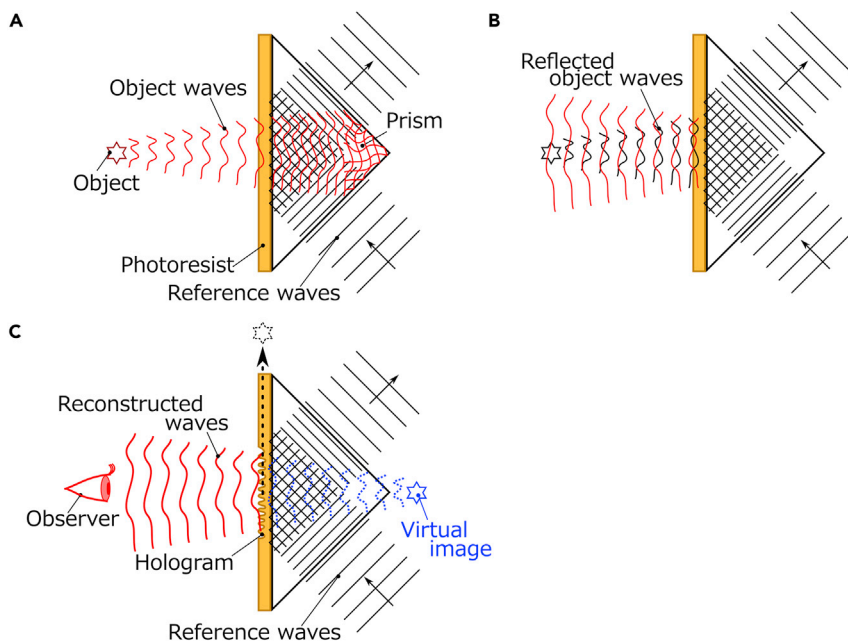 A
Object waves
Object
Prism
Photoresist
Reference waves
B
Reflected
object waves
C
Reconstructed
waves
Observer
Hologram
Virtual
image
Reference waves